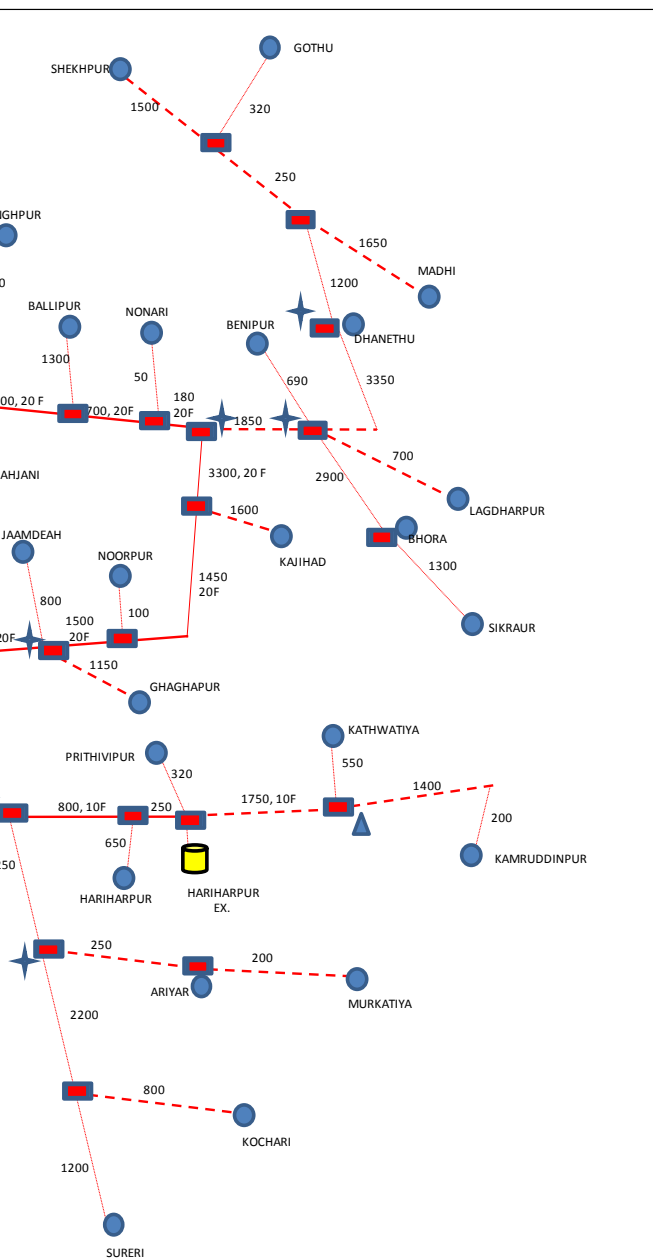 GOTHU
SHEKHPUR
1500
320
250
NGHPUR
1650
MADHI
0
1200
BALLIPUR
NONARI
BENIPUR
DHANETHU
1300
50
690
3350
180
20F
00, 20 F
700, 20F
1850
700
3300, 20 F
2900
AHJANI
LAGDHARPUR
1600
JAAMDEAH
BHORA
NOORPUR
KAJIHAD
1300
1450
20F
800
100
1500
20F
SIKRAUR
20F
1150
GHAGHAPUR
KATHWATIYA
PRITHIVIPUR
550
320
1400
1750, 10F
800, 10F
250
200
650
250
KAMRUDDINPUR
HARIHARPUR
HARIHARPUR
EX.
250
200
ARIYAR
MURKATIYA
2200
800
KOCHARI
1200
SURERI